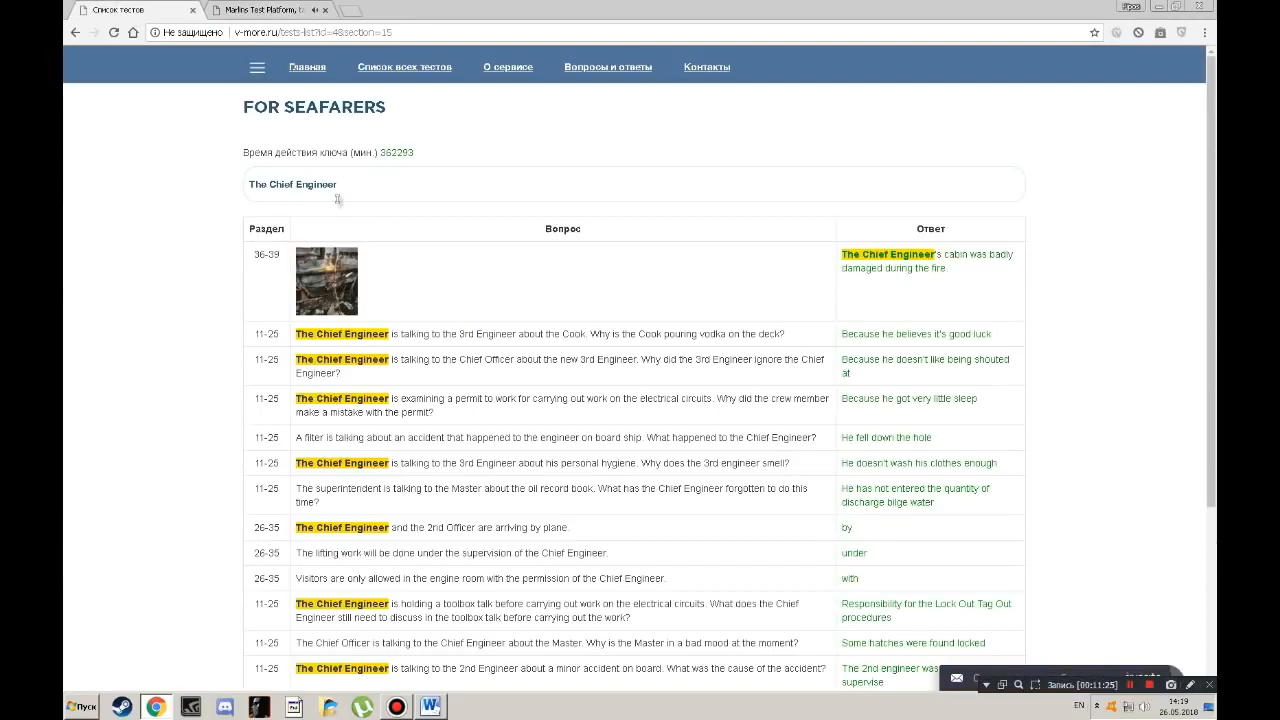 Список тестов
Marlins Test Platform, t
Не защищено
v-more.ru/tests-list?id=4&section=15
Главная
Список всех тестов
О сервисе
Вопросы и ответы
Контакты
FOR SEAFARERS
Время действия ключа (мин.) 362293
The Chief Engineer
Раздел
Вопрос
Ответ
36-39
The Chief Engineer's cabin was badly
damaged during the fire.
11-25
The Chief Engineer is talking to the 3rd Engineer about the Cook. Why is the Cook pouring vodka on the deck?
Because he believes it's good luck
11-25
The Chief Engineer is talking to the Chief Officer about the new 3rd Engineer. Why did the 3rd Engineer ignore the Chief
Engineer?
Because he doesn't like being shouted
at
11-25
The Chief Engineer is examining a permit to work for carrying out work on the electrical circuits. Why did the crew member
make a mistake with the permit?
Because he got very little sleep
11-25
A fitter is talking about an accident that happened to the engineer on board ship. What happened to the Chief Engineer?
He fell down the hole
11-25
The Chief Engineer is talking to the 3rd Engineer about his personal hygiene. Why does the 3rd engineer smell?
He doesn't wash his clothes enough
11-25
The superintendent is talking to the Master about the oil record book. What has the Chief Engineer forgotten to do this
time?
He has not entered the quantity of
discharge bilge water
26-35
The Chief Engineer and the 2nd Officer are arriving by plane.
by
26-35
The lifting work will be done under the supervision of the Chief Engineer.
under
26-35
Visitors are only allowed in the engine room with the permission of the Chief Engineer.
with
11-25
The Chief Engineer is holding a toolbox talk before carrying out work on the electrical circuits. What does the Chief
Engineer still need to discuss in the toolbox talk before carrying out the work?
Responsibility for the Lock Out Tag Out
procedures
11-25
The Chief Officer is talking to the Chief Engineer about the Master. Why is the Master in a bad mood at the moment?
Some hatches were found locked
11-25
The Chief Engineer is talking to the 2nd Engineer about a minor accident on board. What was the cause of the accident?
The 2nd engineer was
supervise
Запись [00:11:25]
Пуск
EN
14:19
26.05.2018